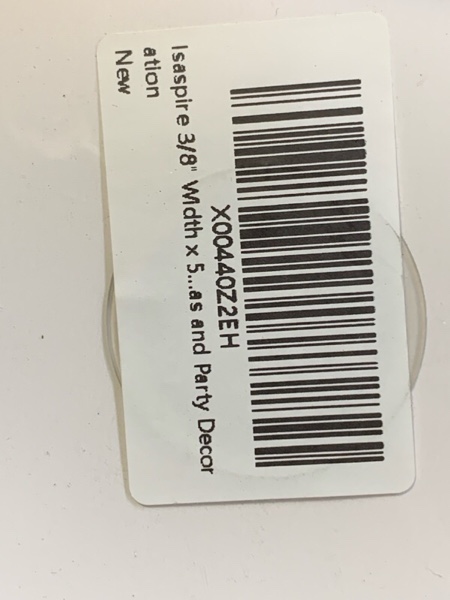 X00440Z2EH
Isaspire 3/8" Width x 5...as and Party Decor
ation
New